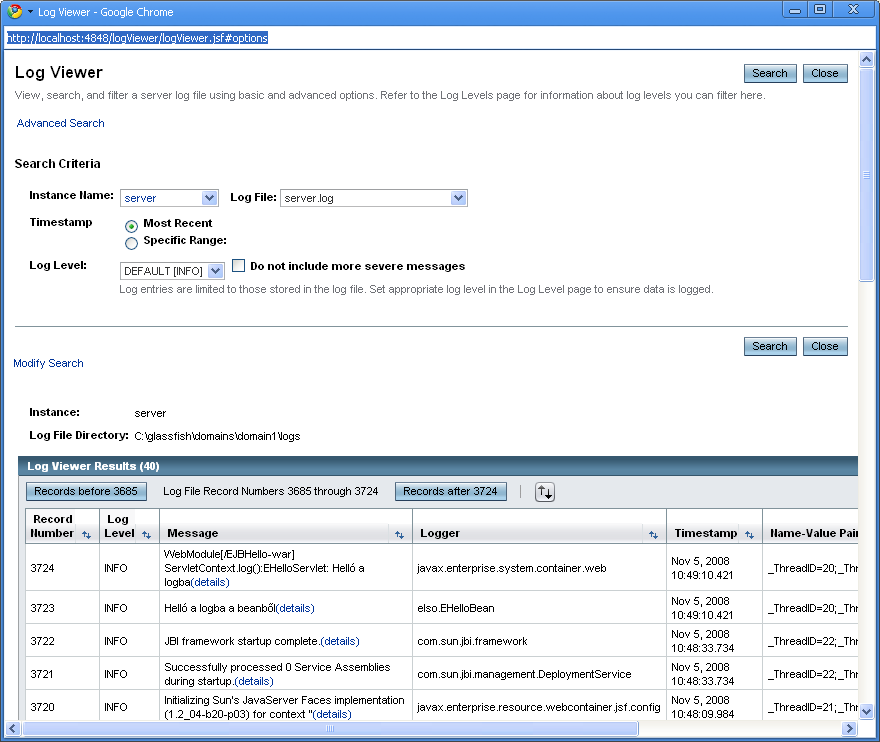 Log Viewer - Google Chrome
http://localhost:4848/logViewer/logViewer.jsf#options
Log Viewer
Search Close
View, search, and filter a server log file using basic and advanced options. Refer to the Log Levels page for information about log levels you can filter here.
Advanced Search
Search Criteria
Instance Name: server Log File: server.log
Timestamp Most Recent
Specific Range:
Log Level: DEFAULT [INFO] Do not include more severe messages
Log entries are limited to those stored in the log file. Set appropriate log level in the Log Level page to ensure data is logged.
Search Close
Modify Search
Instance: server
Log File Directory: C:\glassfish\domains\domain1\logs
Log Viewer Results (40)
Records before 3685 Log File Record Numbers 3685 through 3724 Records after 3724
Record Number Log Level Message Logger Timestamp Name-Value Pair
3724 INFO WebModule[/EJBHello-war] ServletContext.log():EHelloServlet: Helló a logba(details) javax.enterprise.system.container.web Nov 5, 2008 10:49:10.421 _ThreadID=20;_Thr
3723 INFO Helló a logba a beanből(details) elso.EHelloBean Nov 5, 2008 10:49:10.421 _ThreadID=20;_Thr
3722 INFO JBI framework startup complete.(details) com.sun.jbi.framework Nov 5, 2008 10:48:33.734 _ThreadID=22;_Thr
3721 INFO Successfully processed 0 Service Assemblies during startup.(details) com.sun.jbi.management.DeploymentService Nov 5, 2008 10:48:33.734 _ThreadID=22;_Thr
3720 INFO Initializing Sun's JavaServer Faces implementation (1.2_04-b20-p03) for context ''(details) javax.enterprise.resource.webcontainer.jsf.config Nov 5, 2008 10:48:09.984 _ThreadID=21;_Thr